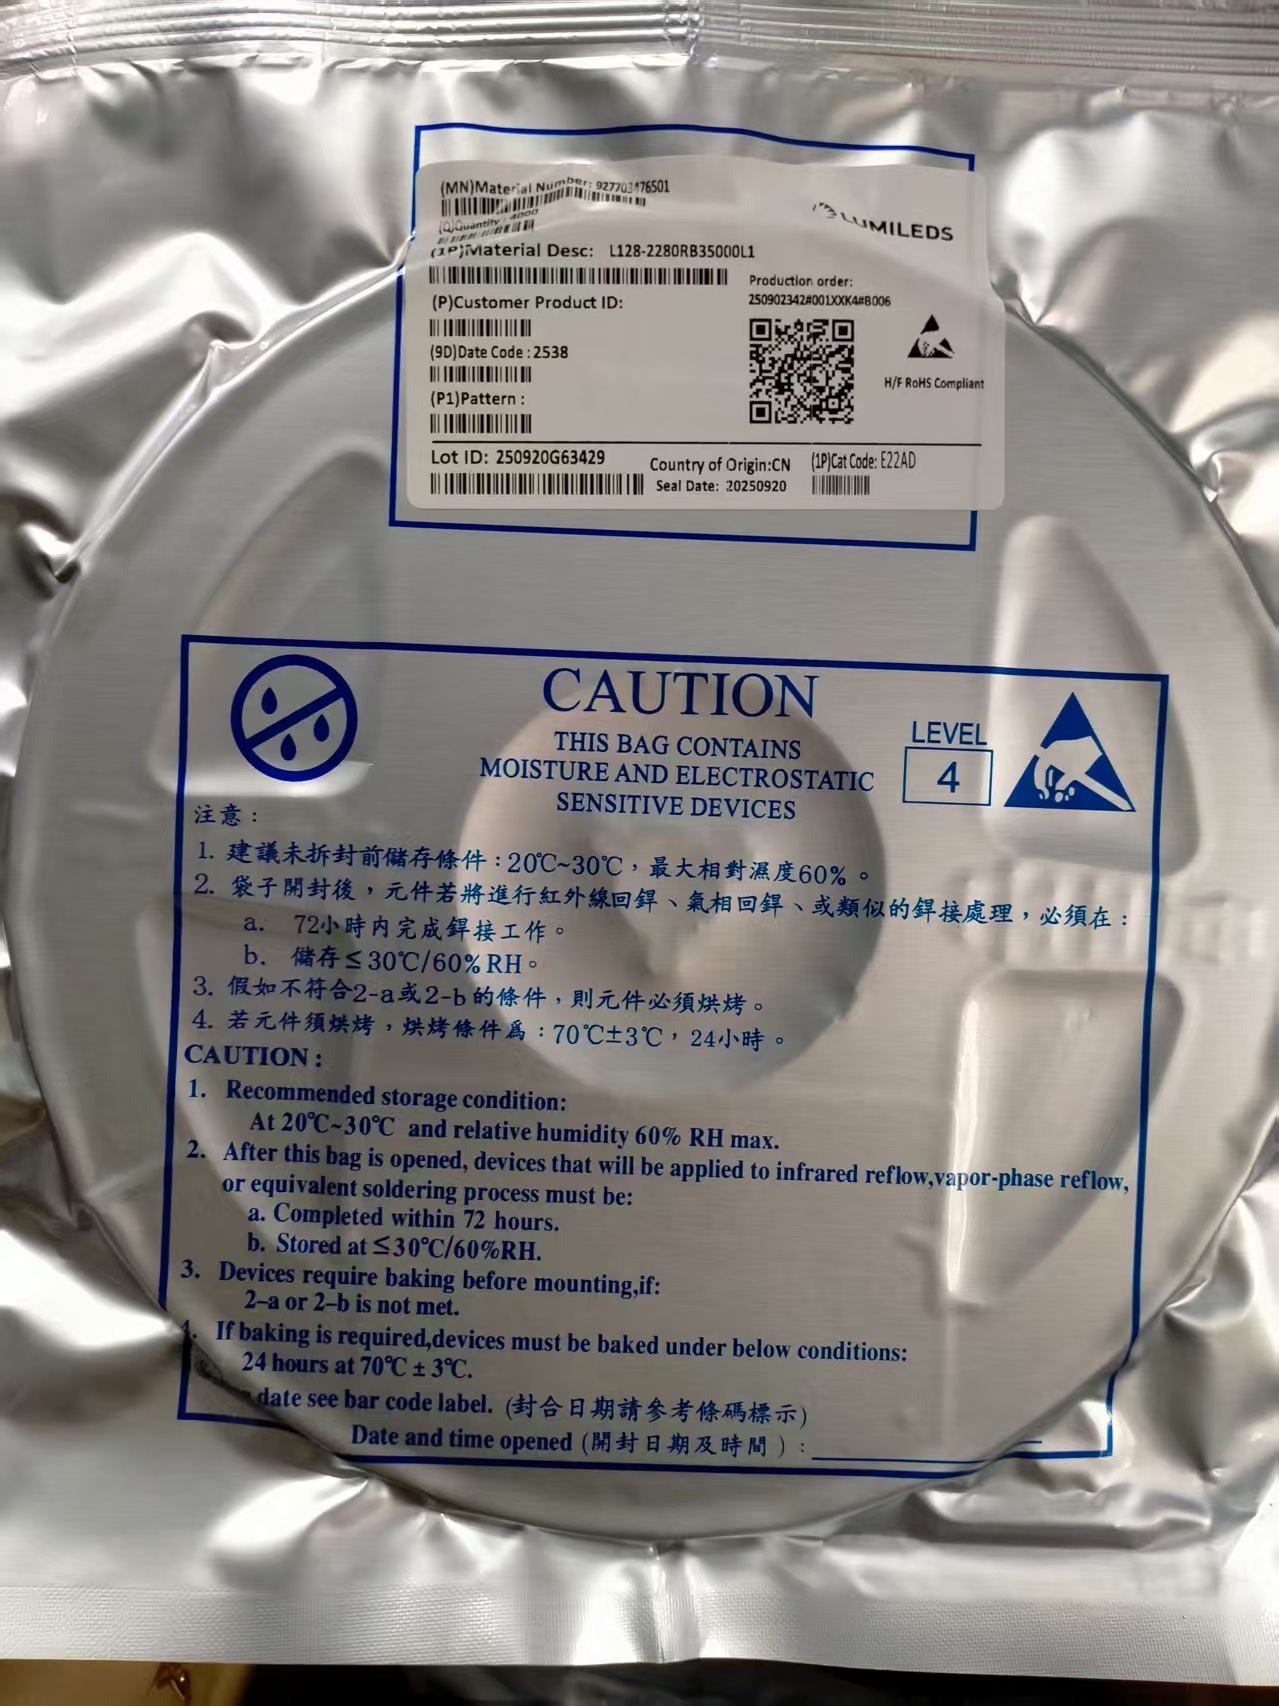 (MN)Material Number: 927703476501
(Q)Quantity : 4000
LUMILEDS
(1P)Material Desc: L128-2280RB35000L1
Production order:
250902342#001XXK4#B006
(P)Customer Product ID:
(9D)Date Code : 2538
H/F RoHS Compliant
(P1)Pattern :
Lot ID: 250920G63429
Country of Origin:CN
(1P)Cat Code: E22AD
Seal Date: 20250920
CAUTION
THIS BAG CONTAINS
MOISTURE AND ELECTROSTATIC
SENSITIVE DEVICES
LEVEL
4
注意：
1. 建議未拆封前儲存條件：20℃~30℃，最大相對濕度60%。
2. 袋子開封後，元件若將進行紅外線回銲、氣相回銲、或類似的銲接處理，必須在：
a. 72小時內完成銲接工作。
b. 儲存≦30℃/60% RH。
3. 假如不符合2-a或2-b的條件，則元件必須烘烤。
4. 若元件須烘烤，烘烤條件爲：70℃±3℃，24小時。
CAUTION :
1. Recommended storage condition:
At 20℃~30℃ and relative humidity 60% RH max.
2. After this bag is opened, devices that will be applied to infrared reflow,vapor-phase reflow,
or equivalent soldering process must be:
a. Completed within 72 hours.
b. Stored at ≦30℃/60%RH.
3. Devices require baking before mounting,if:
2-a or 2-b is not met.
4. If baking is required,devices must be baked under below conditions:
24 hours at 70℃ ± 3℃.
date see bar code label. (封合日期請參考條碼標示)
Date and time opened (開封日期及時間) :